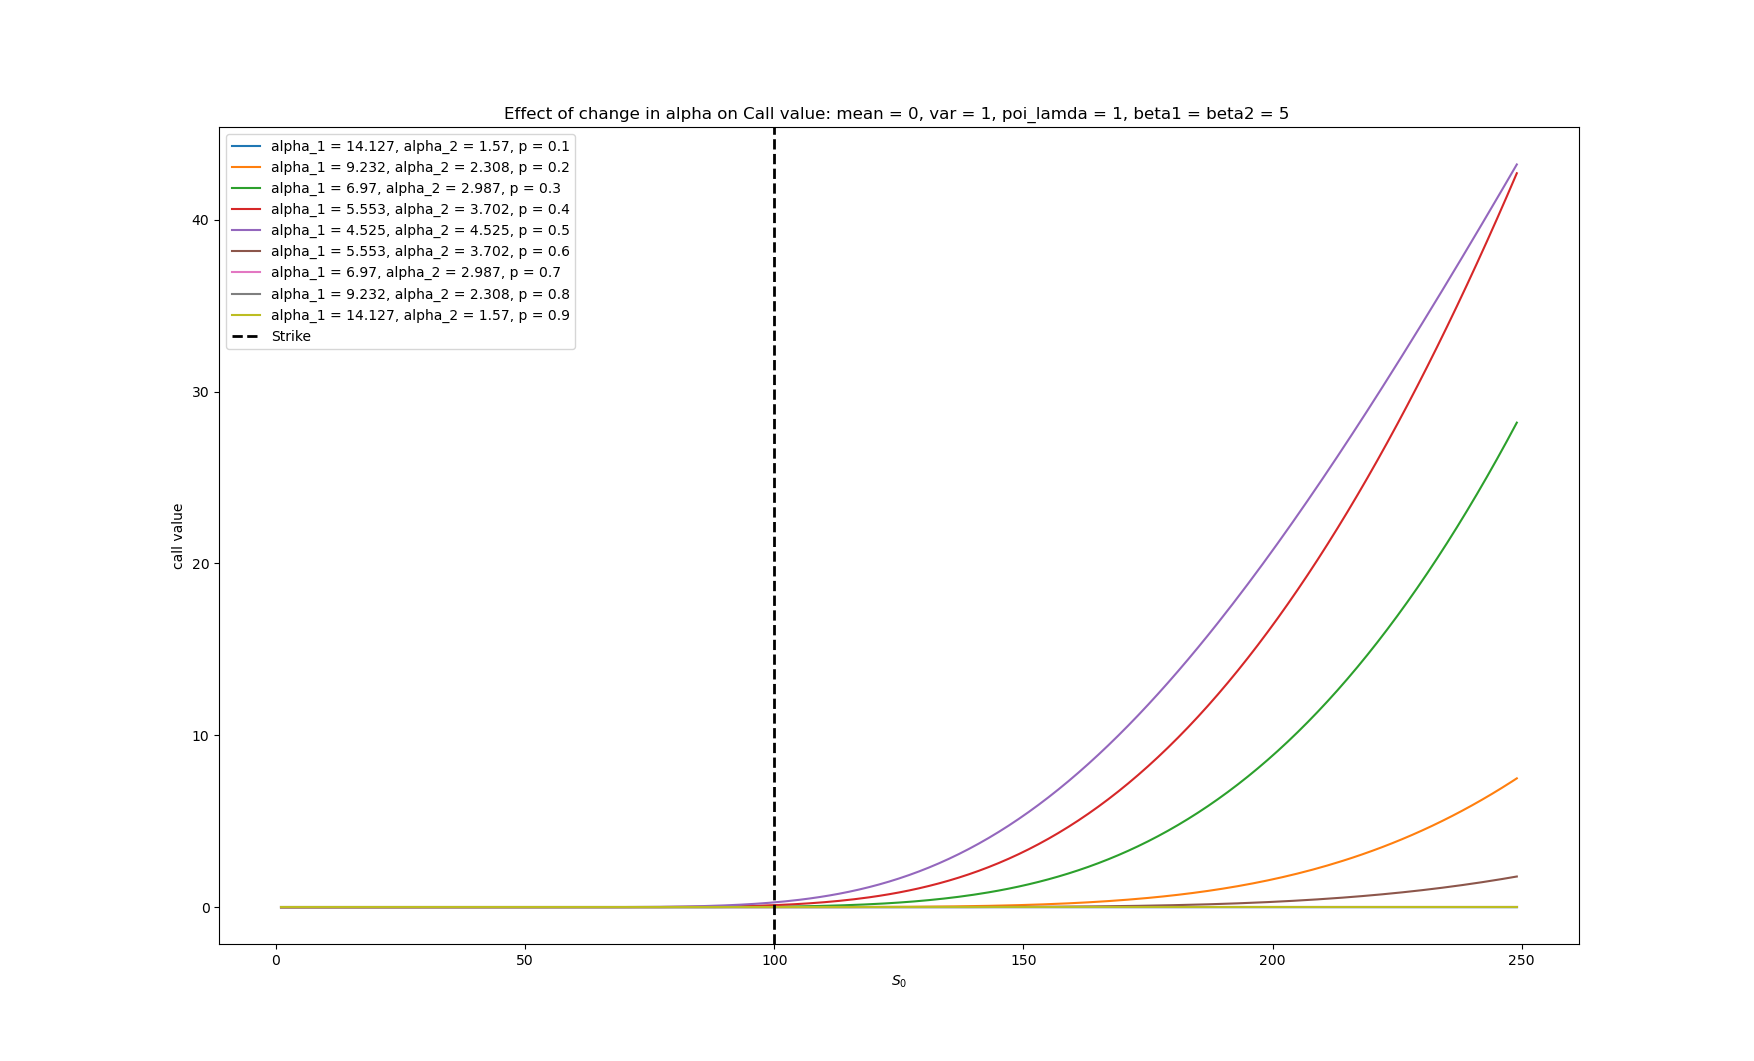 Effect of change in alpha on Call value: mean = 0, var = 1, poi_lamda = 1, beta1 = beta2 = 5
alpha_1 = 14.127, alpha_2 = 1.57, p = 0.1
alpha_1 = 9.232, alpha_2 = 2.308, p = 0.2
alpha_1 = 6.97, alpha_2 = 2.987, p = 0.3
alpha_1 = 5.553, alpha_2 = 3.702, p = 0.4
alpha_1 = 4.525, alpha_2 = 4.525, p = 0.5
alpha_1 = 5.553, alpha_2 = 3.702, p = 0.6
alpha_1 = 6.97, alpha_2 = 2.987, p = 0.7
alpha_1 = 9.232, alpha_2 = 2.308, p = 0.8
alpha_1 = 14.127, alpha_2 = 1.57, p = 0.9
Strike
call value
40
30
20
10
0
0 50 100 150 200 250
S₀